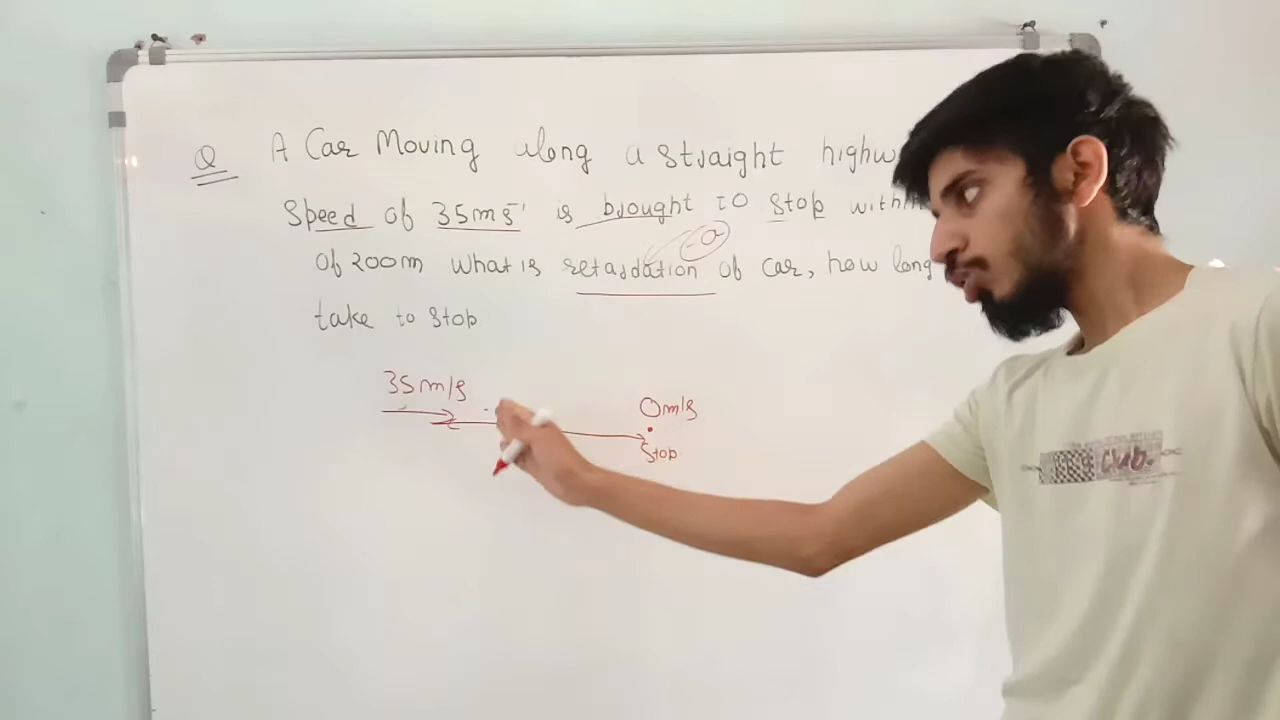 Q A Car Moving along a straight highw
Speed of 35ms⁻¹ is brought to Stop within
Of 200m What is retardation of Car, how long
take to Stop
-a
35m/s
0m/s
Stop
Club.